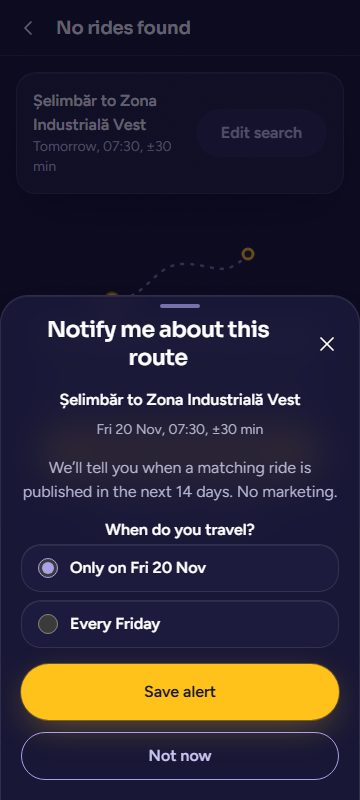 No rides found
Șelimbăr to Zona
Industrială Vest
Tomorrow, 07:30, ±30
min
Edit search
Notify me about this
route
Șelimbăr to Zona Industrială Vest
Fri 20 Nov, 07:30, ±30 min
We’ll tell you when a matching ride is
published in the next 14 days. No marketing.
When do you travel?
Only on Fri 20 Nov
Every Friday
Save alert
Not now